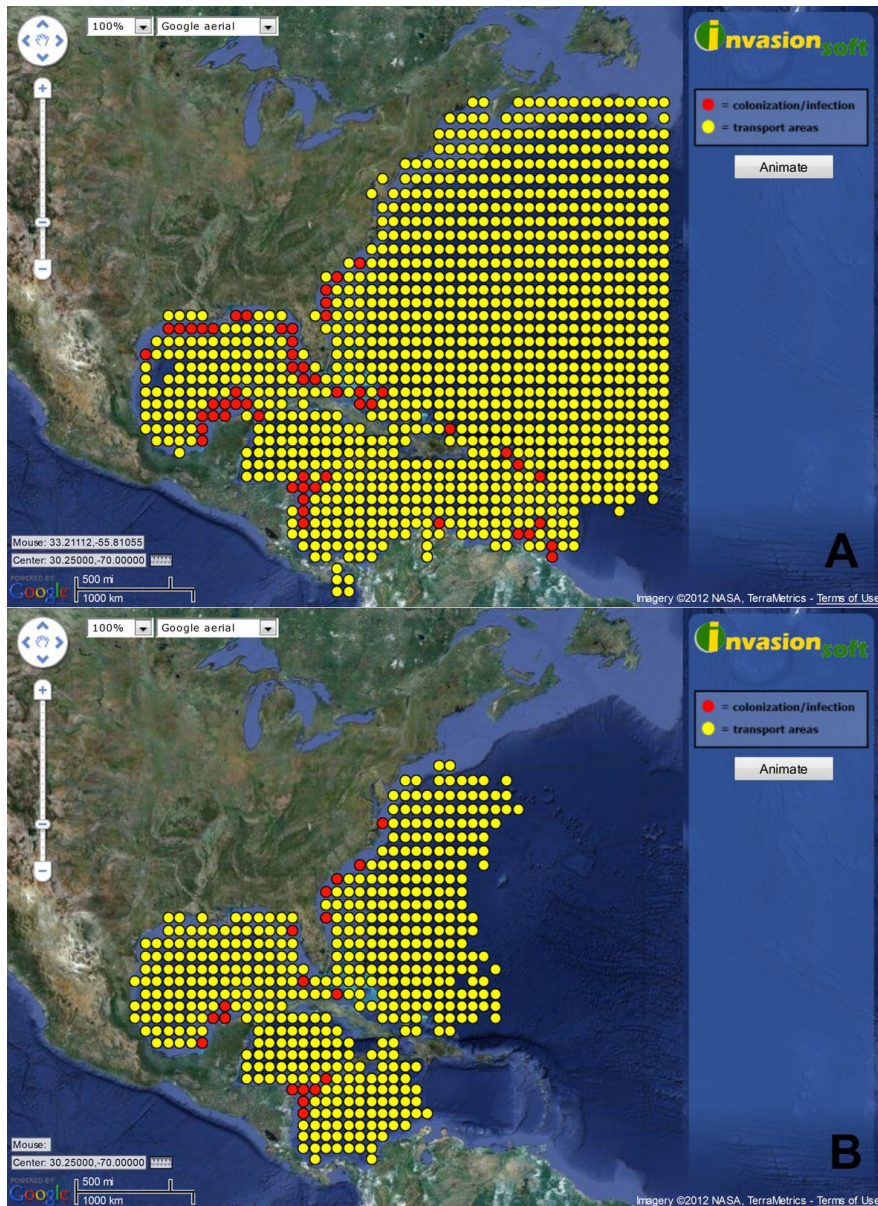 100%
Google aerial
invasion
soft
= colonization/infection
= transport areas
Animate
Mouse: 33.21112,-55.81055
Center: 30.25000,-70.00000
POWERED BY
Google
500 mi
1000 km
A
Imagery ©2012 NASA, TerraMetrics - Terms of Use
100%
Google aerial
invasion
soft
= colonization/infection
= transport areas
Animate
Mouse:
Center: 30.25000,-70.00000
POWERED BY
Google
500 mi
1000 km
B
Imagery ©2012 NASA, TerraMetrics - Terms of Use